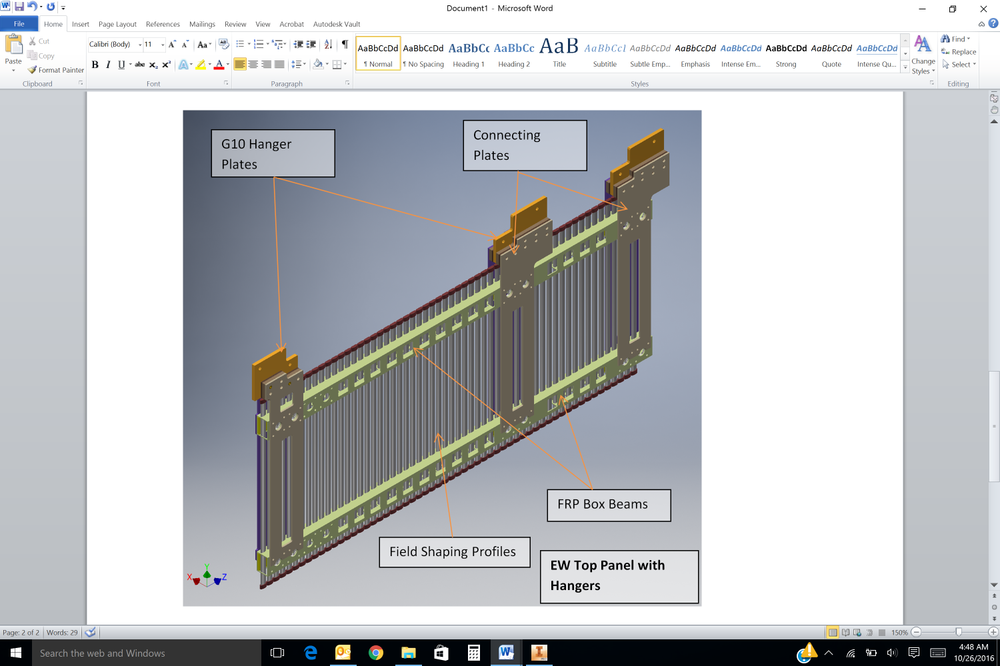 Document1 - Microsoft Word
File Home Insert Page Layout References Mailings Review View Acrobat Autodesk Vault
Paste
Cut
Copy
Format Painter
Clipboard
Calibri (Body) 11
Font
Paragraph
AaBbCcDd AaBbCcDd AaBbCc AaBbCc AaB AaBbCcI AaBbCcDd AaBbCcDd AaBbCcDd AaBbCcDd AaBbCcDd AaBbCcDd
¶ Normal ¶ No Spacing Heading 1 Heading 2 Title Subtitle Subtle Emp... Emphasis Intense Em... Strong Quote Intense Qu...
Styles
Change
Styles
Find
Replace
Select
Editing
G10 Hanger
Plates
Connecting
Plates
FRP Box Beams
Field Shaping Profiles
EW Top Panel with
Hangers
X Y Z
Page: 2 of 2 Words: 29
150%
Search the web and Windows
4:48 AM
10/26/2016